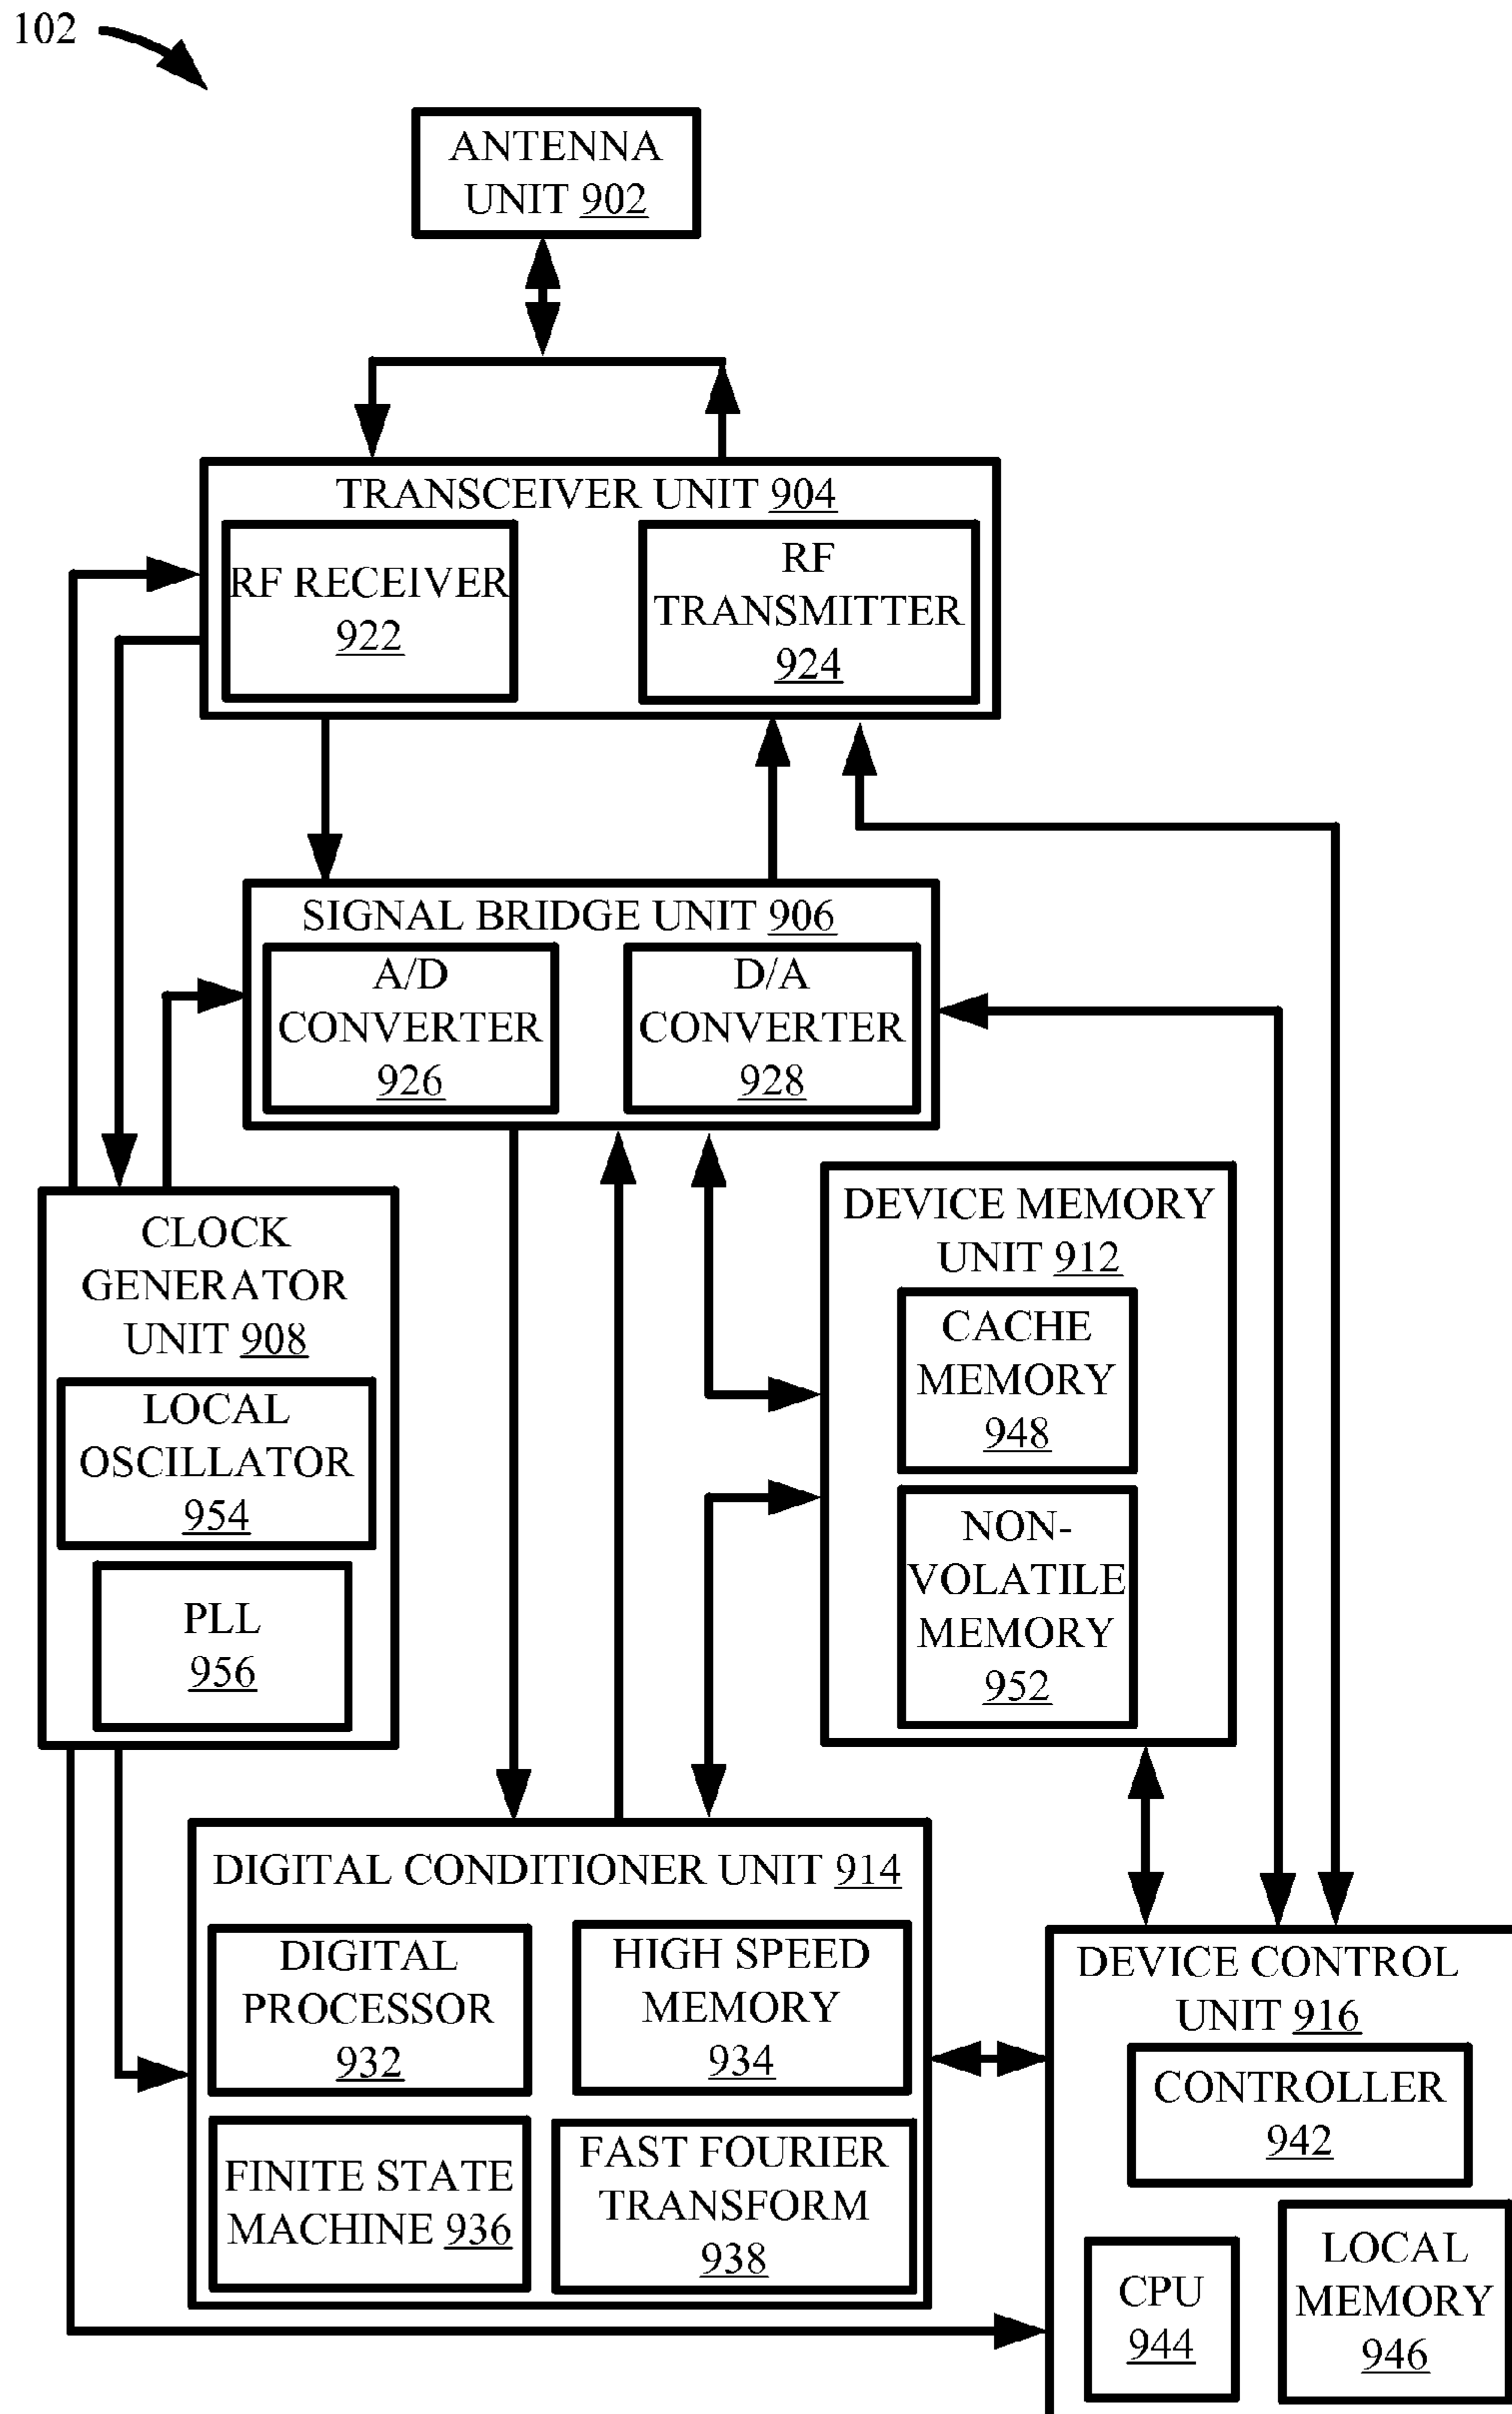 102
ANTENNA
UNIT 902
TRANSCEIVER UNIT 904
RF RECEIVER
922
RF
TRANSMITTER
924
SIGNAL BRIDGE UNIT 906
A/D
CONVERTER
926
D/A
CONVERTER
928
CLOCK
GENERATOR
UNIT 908
LOCAL
OSCILLATOR
954
PLL
956
DEVICE MEMORY
UNIT 912
CACHE
MEMORY
948
NON-
VOLATILE
MEMORY
952
DIGITAL CONDITIONER UNIT 914
DIGITAL
PROCESSOR
932
HIGH SPEED
MEMORY
934
FINITE STATE
MACHINE 936
FAST FOURIER
TRANSFORM
938
DEVICE CONTROL
UNIT 916
CONTROLLER
942
CPU
944
LOCAL
MEMORY
946